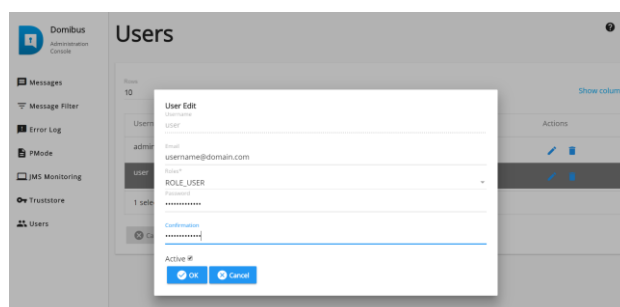 Domibus
Administration
Console
Users
Messages
Message Filter
Error Log
PMode
JMS Monitoring
Truststore
Users
Rows
10
Show colum
Usern
Actions
admin
user
1 sele
Ca
User Edit
Username
user
Email
username@domain.com
Roles*
ROLE_USER
Password
•••••••••••••
Confirmation
•••••••••••••
Active
OK
Cancel